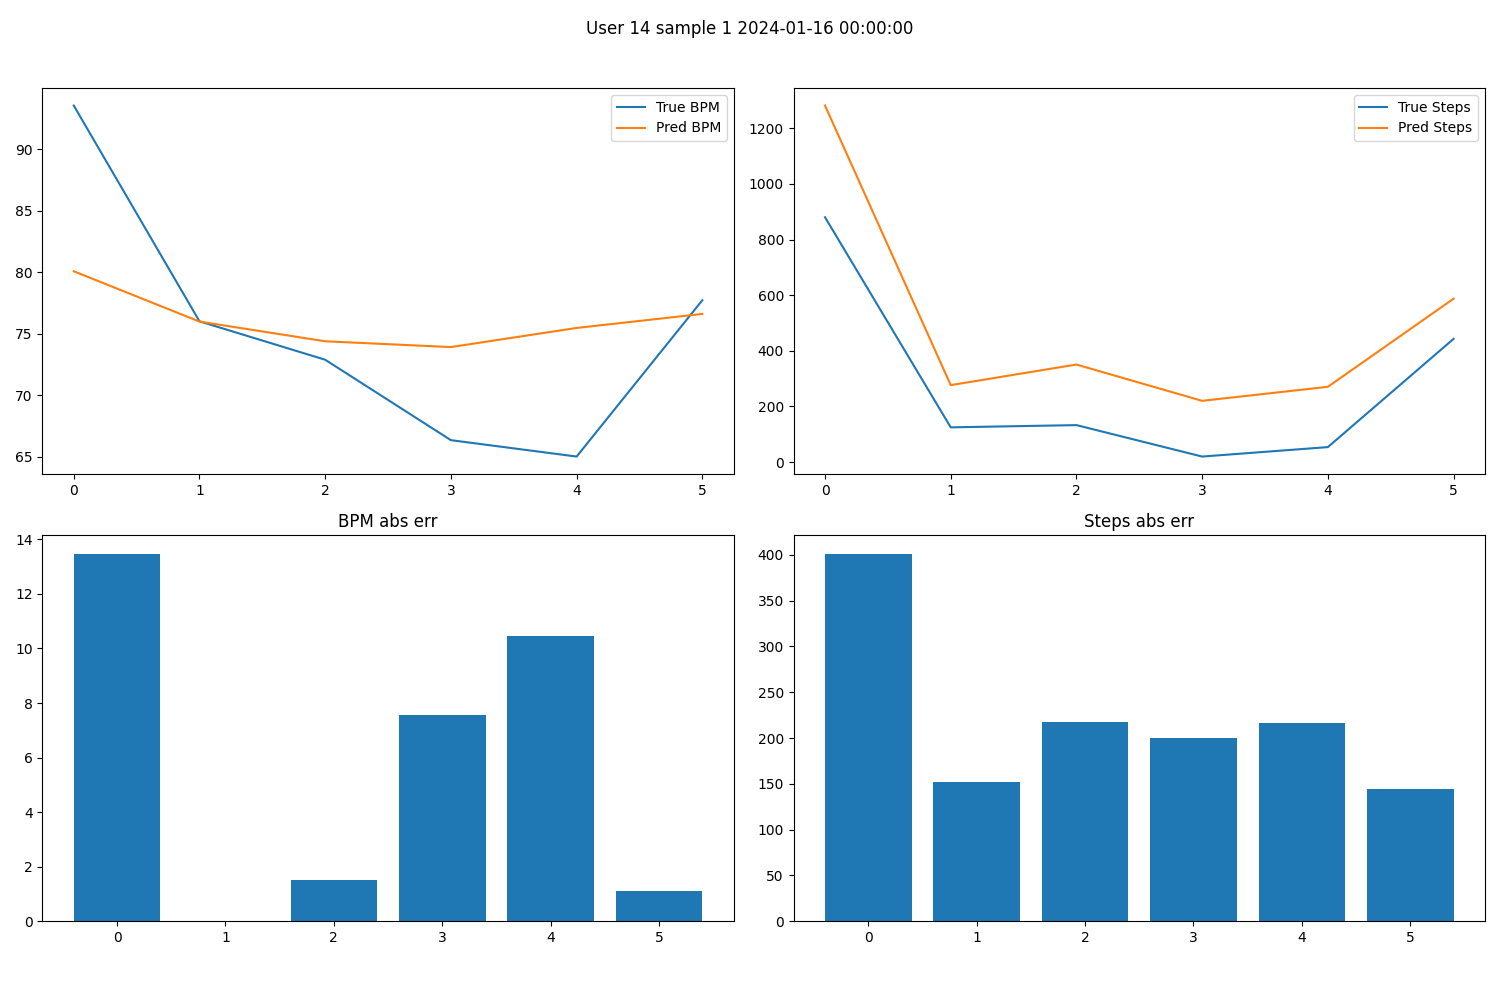 User 14 sample 1 2024-01-16 00:00:00
True BPM
Pred BPM
90
85
80
75
70
65
0 1 2 3 4 5
True Steps
Pred Steps
1200
1000
800
600
400
200
0
0 1 2 3 4 5
BPM abs err
14
12
10
8
6
4
2
0
0 1 2 3 4 5
Steps abs err
400
350
300
250
200
150
100
50
0
0 1 2 3 4 5